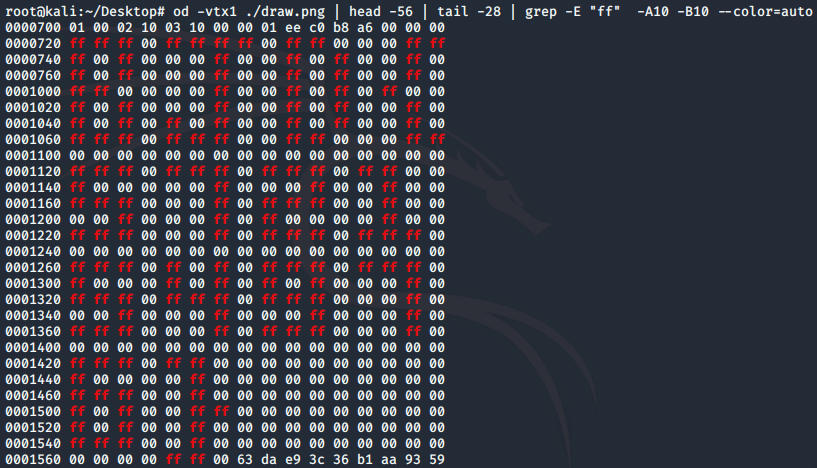 root@kali:~/Desktop# od -vtx1 ./draw.png | head -56 | tail -28 | grep -E "ff" -A10 -B10 --color=auto
0000700 01 00 02 10 03 10 00 00 01 ee c0 b8 a6 00 00 00
0000720 ff ff ff 00 ff ff ff ff 00 ff ff 00 00 00 ff ff
0000740 ff 00 ff 00 00 00 ff 00 00 ff 00 ff 00 00 ff 00
0000760 ff 00 ff 00 00 00 ff 00 00 ff 00 ff 00 00 ff 00
0001000 ff ff 00 00 00 00 ff 00 00 ff 00 ff 00 ff 00 00
0001020 ff 00 ff 00 00 00 ff 00 00 ff 00 ff 00 00 ff 00
0001040 ff 00 ff 00 ff 00 ff 00 00 ff 00 ff 00 00 ff 00
0001060 ff ff ff 00 ff ff ff 00 00 ff ff 00 00 00 ff ff
0001100 00 00 00 00 00 00 00 00 00 00 00 00 00 00 00 00
0001120 ff ff ff 00 ff ff ff 00 ff ff ff 00 ff ff 00 00
0001140 ff 00 00 00 00 00 ff 00 00 00 ff 00 00 ff 00 00
0001160 ff ff ff 00 ff ff ff 00 ff ff ff 00 00 ff 00 00
0001200 00 00 ff 00 00 00 ff 00 ff 00 00 00 00 ff 00 00
0001220 ff ff ff 00 00 00 ff 00 ff ff ff 00 ff ff ff 00
0001240 00 00 00 00 00 00 00 00 00 00 00 00 00 00 00 00
0001260 ff ff ff 00 ff 00 ff 00 ff ff ff 00 ff ff ff 00
0001300 ff 00 00 00 ff 00 ff 00 ff 00 ff 00 00 00 ff 00
0001320 ff ff ff 00 ff ff ff 00 ff ff ff 00 ff ff ff 00
0001340 00 00 ff 00 00 00 ff 00 00 00 ff 00 00 00 ff 00
0001360 ff ff ff 00 00 00 ff 00 ff ff ff 00 00 00 ff 00
0001400 00 00 00 00 00 00 00 00 00 00 00 00 00 00 00 00
0001420 ff ff ff 00 ff ff 00 00 00 00 00 00 00 00 00 00
0001440 ff 00 00 00 00 ff 00 00 00 00 00 00 00 00 00 00
0001460 ff ff ff 00 00 ff 00 00 00 00 00 00 00 00 00 00
0001500 ff 00 ff 00 00 ff ff 00 00 00 00 00 00 00 00 00
0001520 ff 00 ff 00 00 ff 00 00 00 00 00 00 00 00 00 00
0001540 ff ff ff 00 00 ff 00 00 00 00 00 00 00 00 00 00
0001560 00 00 00 00 ff ff 00 63 da e9 3c 36 b1 aa 93 59